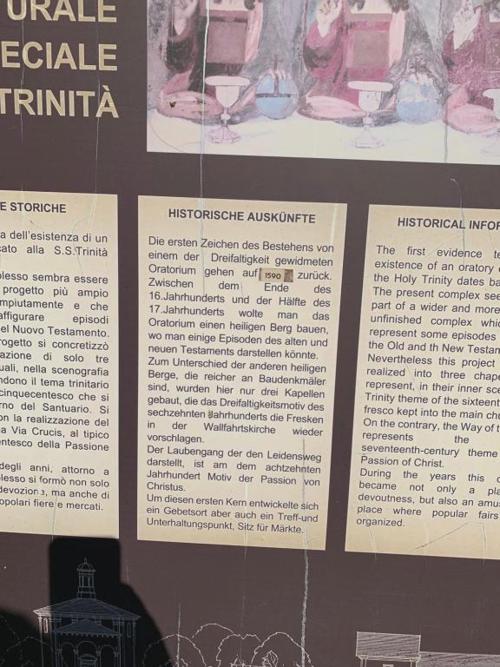 URALE
ECIALE
TRINITÀ
E STORICHE
a dell'esistenza di un
cato alla S.S.Trinità
plesso sembra essere
progetto più ampio
mpiutamente e che
affigurare episodi
el Nuovo Testamento.
rogetto si concretizzò
azione di solo tre
uali, nella scenografia
ndono il tema trinitario
cinquecentesco che si
rno del Santuario. Si
on la realizzazione del
a Via Crucis, al tipico
entesco della Passione
degli anni, attorno a
lesso si formò non solo
devozion , ma anche di
opolari fiere e mercati.
HISTORISCHE AUSKÜNFTE
Die ersten Zeichen des Bestehens von
einem der Dreifaltigkeit gewidmeten
Oratorium gehen auf 1590 zurück.
Zwischen dem Ende des
16.Jahrhunderts und der Hälfte des
17.Jahrhunderts wolte man das
Oratorium einen heiligen Berg bauen,
wo man einige Episoden des alten und
neuen Testaments darstellen könnte.
Zum Unterschied der anderen heiligen
Berge, die reicher an Baudenkmäler
sind, wurden hier nur drei Kapellen
gebaut, die das Dreifaltigkeitsmotiv des
sechzehnten Jahrhunderts die Fresken
in der Wallfahrtskirche wieder
vorschlagen.
Der Laubengang der den Leidensweg
darstellt, ist am dem achtzehnten
Jahrhundert Motiv der Passion von
Christus.
Um diesen ersten Kern entwickelte sich
ein Gebetsort aber auch ein Treff-und
Unterhaltungspunkt, Sitz für Märkte.
HISTORICAL INFOR
The first evidence te
existence of an oratory
the Holy Trinity dates ba
The present complex see
part of a wider and more
unfinished complex whic
represent some episodes
the Old and th New Testam
Nevertheless this project
realized into three chape
represent, in their inner sce
Trinity theme of the sixteent
fresco kept into the main ch
On the contrary, the Way of t
represents the
seventeenth-century theme
Passion of Christ.
During the years this c
became not only a pla
devoutness, but also an amus
place where popular fairs
organized.